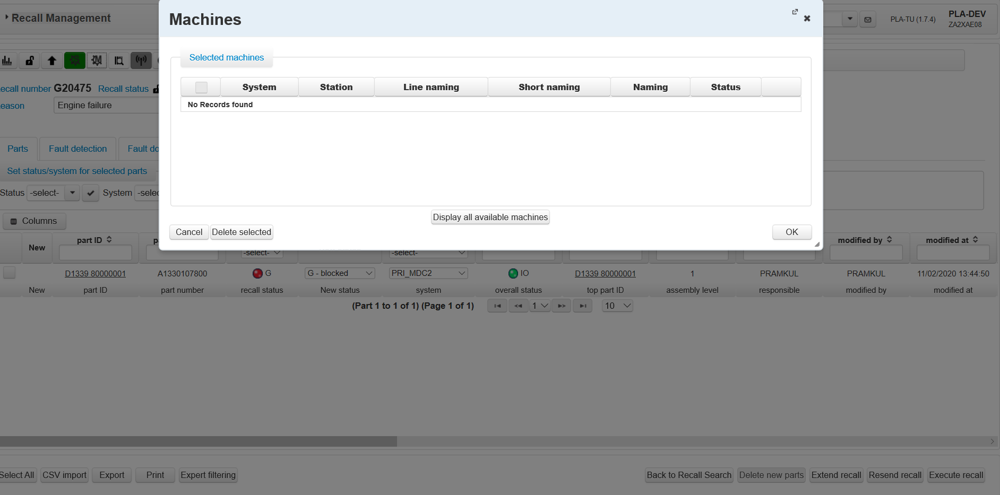 Recall Management
Machines
PLA-TU (1.7.4)
PLA-DEV
ZA2XAE08
Selected machines
System Station Line naming Short naming Naming Status
No Records found
Display all available machines
Cancel Delete selected OK
ecall number G20475 Recall status
eason Engine failure
Parts Fault detection Fault do
Set status/system for selected parts
Status -select- System -selec
Columns
New part ID p modified by modified at
-select- -select-
D1339 80000001 A1330107800 G G - blocked PRI_MDC2 IO D1339 80000001 1 PRAMKUL PRAMKUL 11/02/2020 13:44:50
New part ID part number recall status New status system overall status top part ID assembly level responsible modified by modified at
(Part 1 to 1 of 1) (Page 1 of 1) 1 10
Select All CSV import Export Print Expert filtering Back to Recall Search Delete new parts Extend recall Resend recall Execute recall